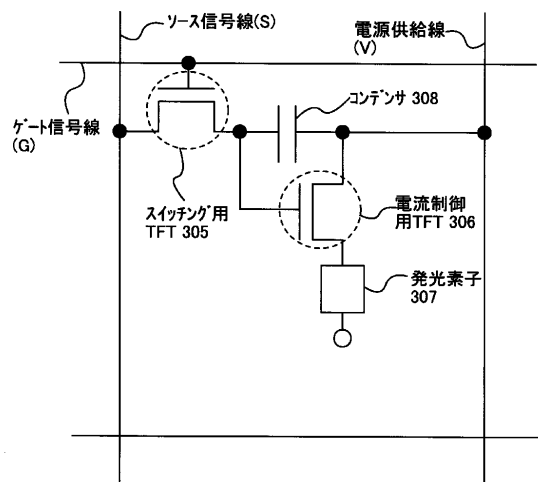 ソース信号線(S)
電源供給線
(V)
コンデンサ 308
ゲート信号線
(G)
スイッチング用
TFT 305
電流制御
用TFT 306
発光素子
307